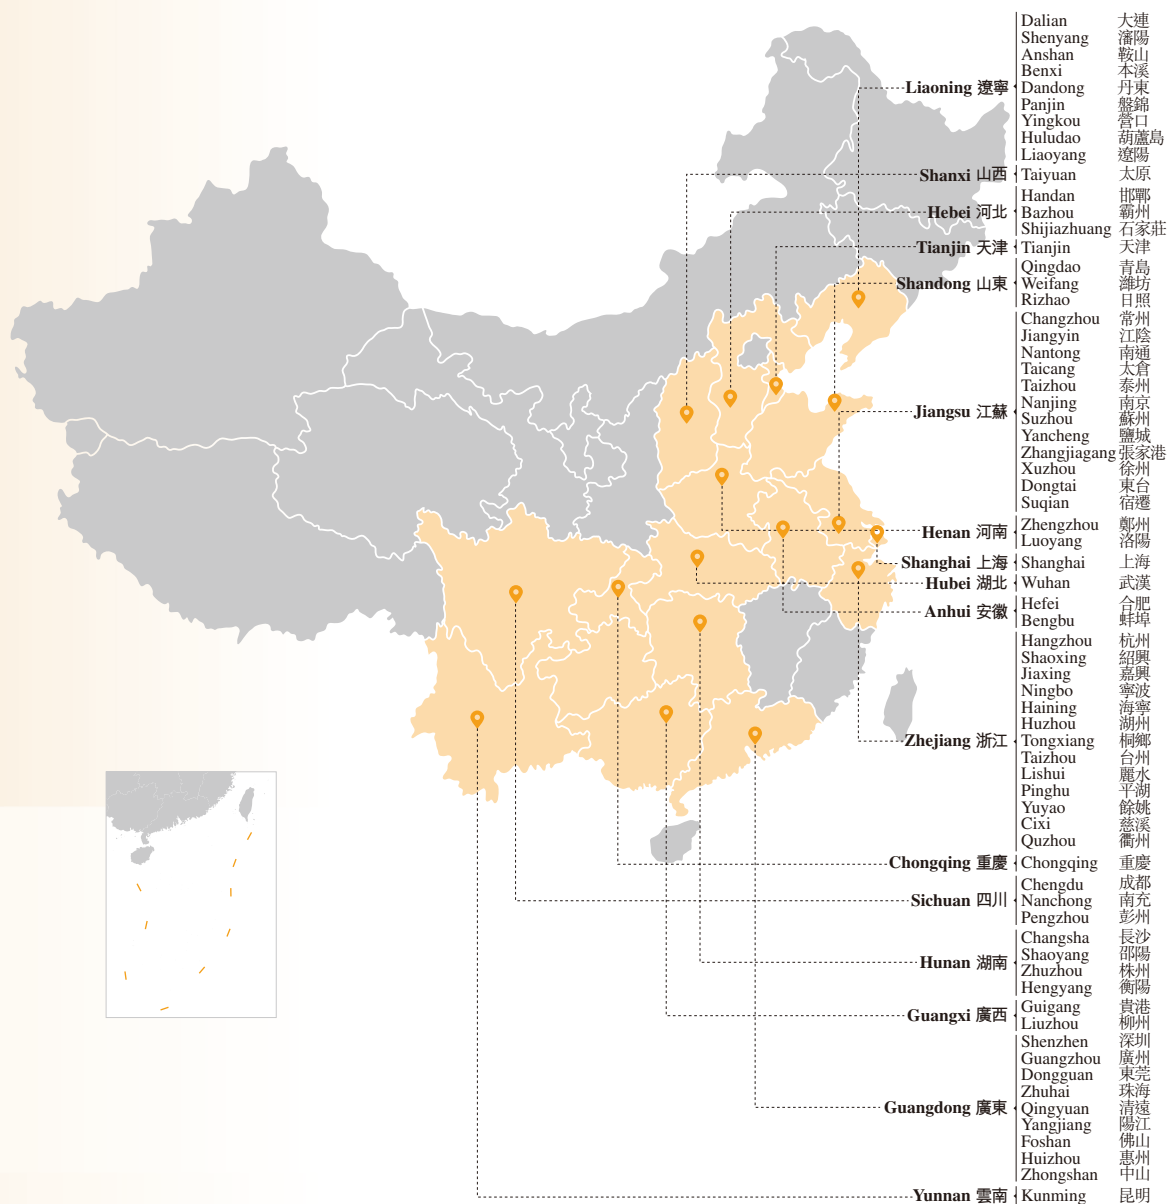 Dalian 大連
Shenyang 瀋陽
Anshan 鞍山
Benxi 本溪
Liaoning 遼寧 Dandong 丹東
Panjin 盤錦
Yingkou 營口
Huludao 葫蘆島
Liaoyang 遼陽
Shanxi 山西 Taiyuan 太原
Handan 邯鄲
Hebei 河北 Bazhou 霸州
Shijiazhuang 石家莊
Tianjin 天津 Tianjin 天津
Qingdao 青島
Shandong 山東 Weifang 濰坊
Rizhao 日照
Changzhou 常州
Jiangyin 江陰
Nantong 南通
Taicang 太倉
Taizhou 泰州
Nanjing 南京
Jiangsu 江蘇 Suzhou 蘇州
Yancheng 鹽城
Zhangjiagang 張家港
Xuzhou 徐州
Dongtai 東台
Suqian 宿遷
Henan 河南 Zhengzhou 鄭州
Luoyang 洛陽
Shanghai 上海 Shanghai 上海
Hubei 湖北 Wuhan 武漢
Anhui 安徽 Hefei 合肥
Bengbu 蚌埠
Hangzhou 杭州
Shaoxing 紹興
Jiaxing 嘉興
Ningbo 寧波
Haining 海寧
Huzhou 湖州
Zhejiang 浙江 Tongxiang 桐鄉
Taizhou 台州
Lishui 麗水
Pinghu 平湖
Yuyao 餘姚
Cixi 慈溪
Quzhou 衢州
Chongqing 重慶 Chongqing 重慶
Chengdu 成都
Sichuan 四川 Nanchong 南充
Pengzhou 彭州
Changsha 長沙
Shaoyang 邵陽
Hunan 湖南 Zhuzhou 株州
Hengyang 衡陽
Guangxi 廣西 Guigang 貴港
Liuzhou 柳州
Shenzhen 深圳
Guangzhou 廣州
Dongguan 東莞
Zhuhai 珠海
Guangdong 廣東 Qingyuan 清遠
Yangjiang 陽江
Foshan 佛山
Huizhou 惠州
Zhongshan 中山
Yunnan 雲南 Kunming 昆明